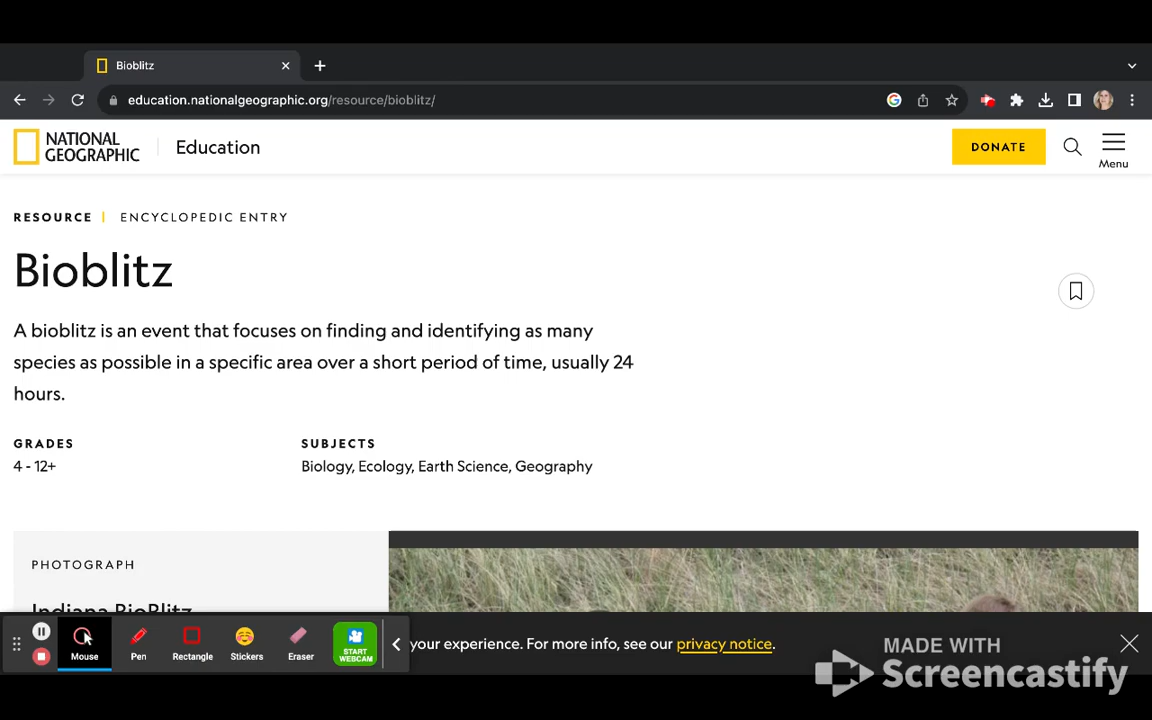 Bioblitz
education.nationalgeographic.org/resource/bioblitz/
NATIONAL
GEOGRAPHIC
Education
DONATE
Menu
RESOURCE | ENCYCLOPEDIC ENTRY
Bioblitz
A bioblitz is an event that focuses on finding and identifying as many
species as possible in a specific area over a short period of time, usually 24
hours.
GRADES
4 - 12+
SUBJECTS
Biology, Ecology, Earth Science, Geography
PHOTOGRAPH
Indiana BioBlitz
Mouse
Pen
Rectangle
Stickers
Eraser
START
WEBCAM
your experience. For more info, see our privacy notice.
MADE WITH
Screencastify